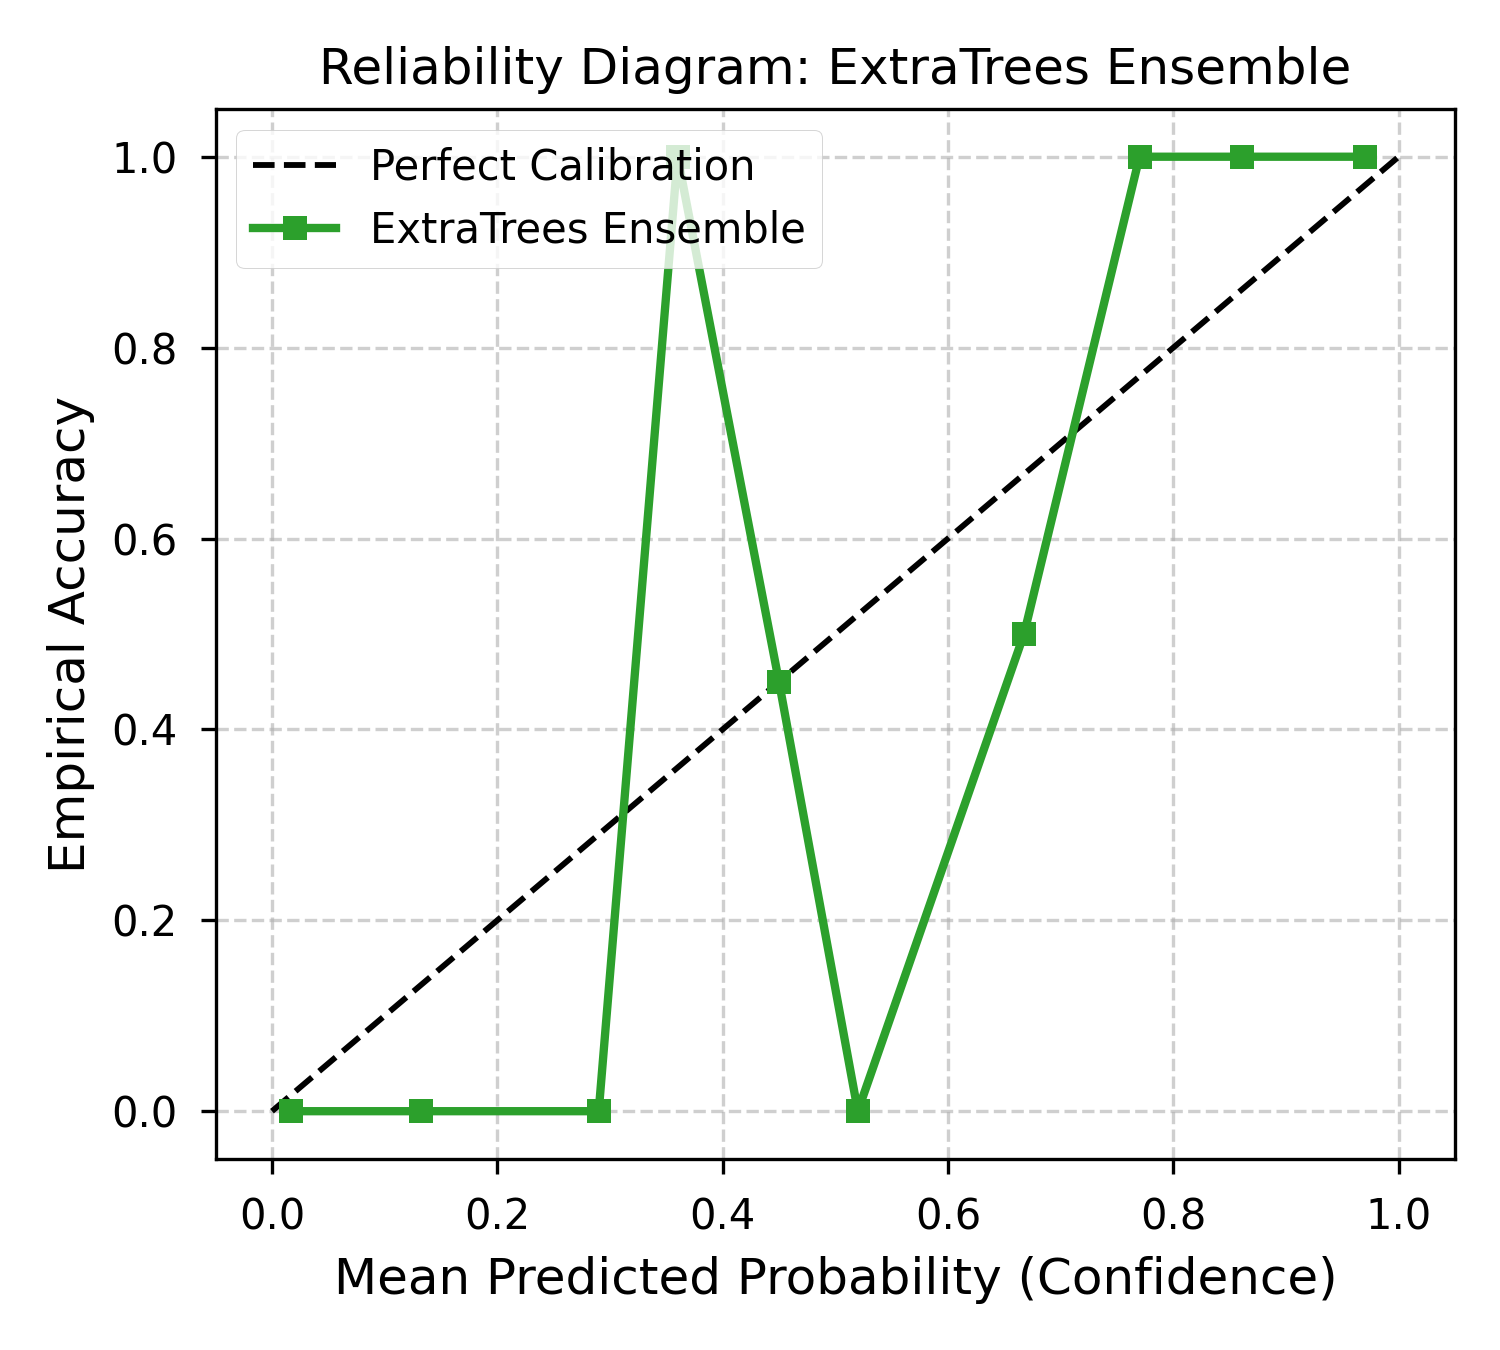 Reliability Diagram: ExtraTrees Ensemble
Perfect Calibration
ExtraTrees Ensemble
1.0
0.8
0.6
0.4
0.2
0.0
Empirical Accuracy
0.0 0.2 0.4 0.6 0.8 1.0
Mean Predicted Probability (Confidence)